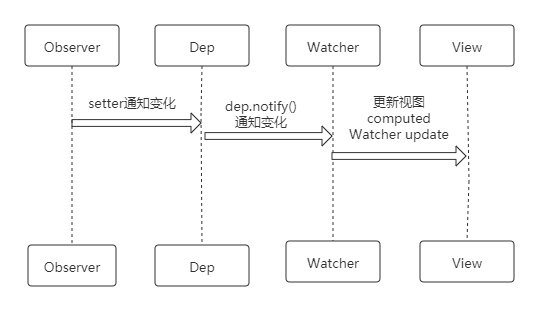 Observer
Dep
Watcher
View
setter通知变化
dep.notify()
通知变化
更新视图
computed
Watcher update
Observer
Dep
Watcher
View